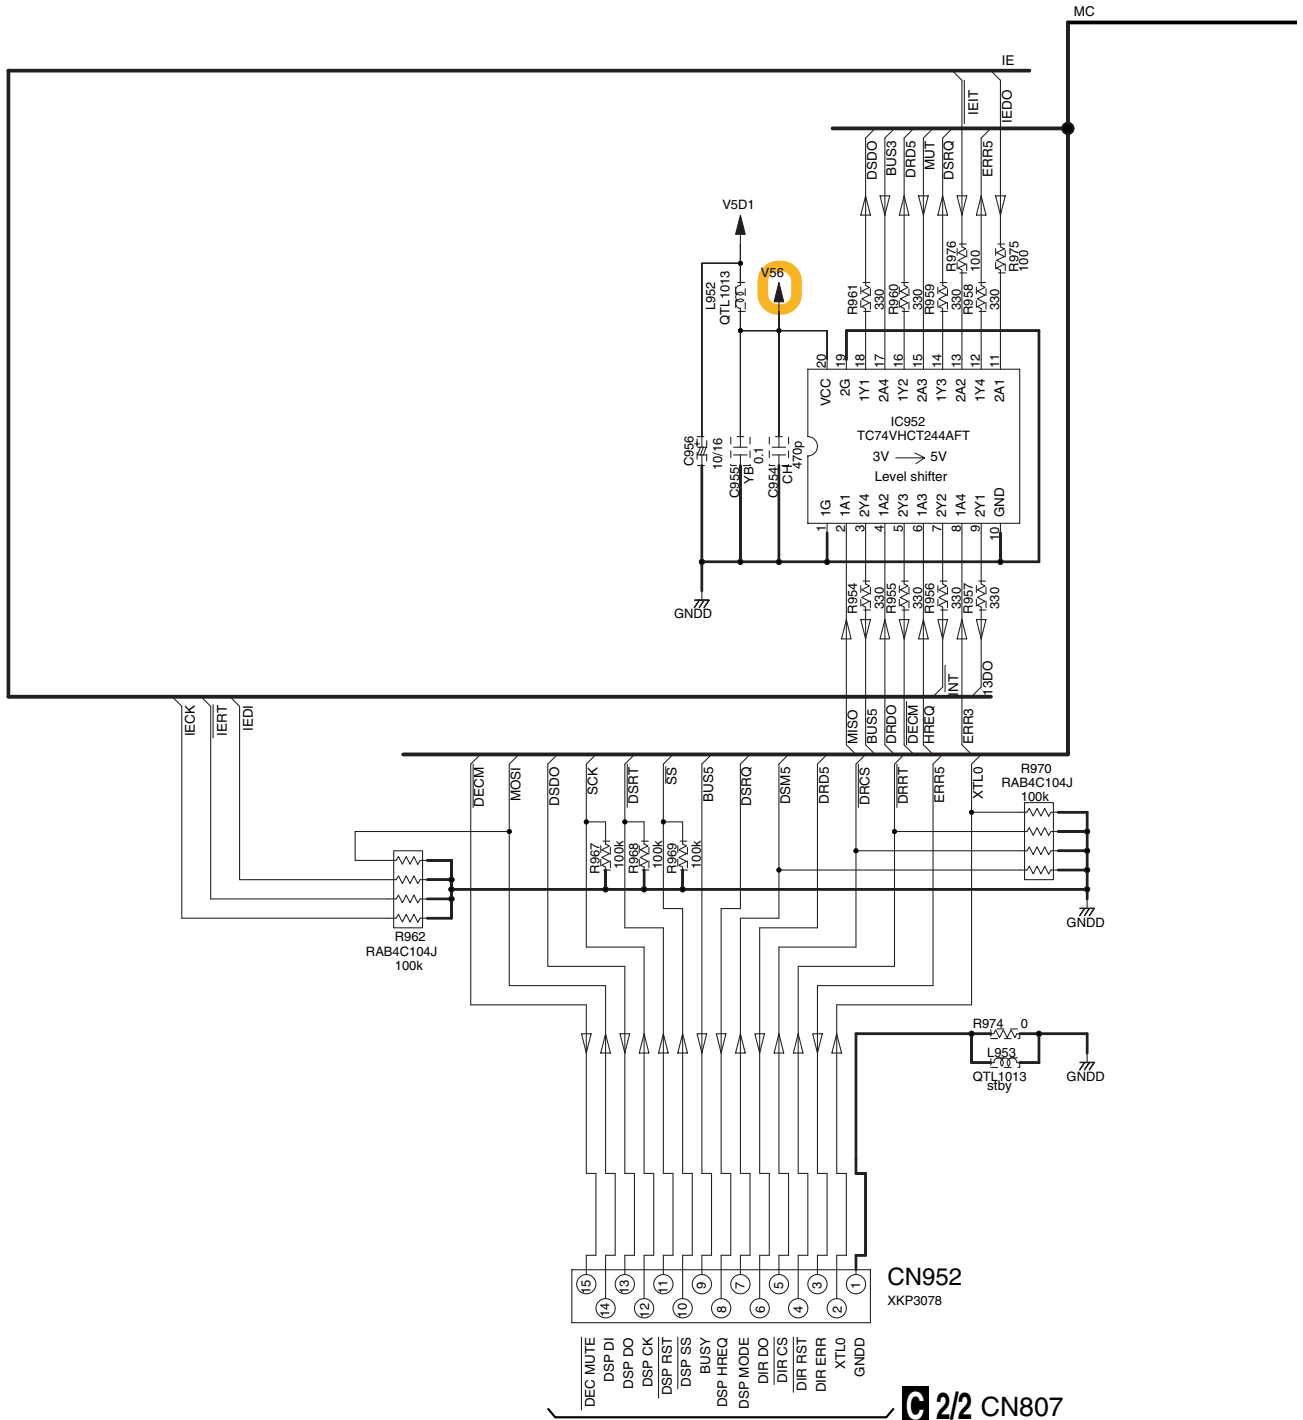 MC
IE
IEIT
IEDO
DSDO
BUS3
DRD5
MUT
DSRQ
ERR5
V5D1
V56
L952
QTL1013
R961
330
R960
330
R959
330
R976
100
R958
330
R975
100
20
19
18
17
16
15
14
13
12
11
VCC
2G
1Y1
2A4
1Y2
2A3
1Y3
2A2
1Y4
2A1
IC952
TC74VHCT244AFT
3V → 5V
Level shifter
C956
10/16
C955
YB
0.1
C954
CH
470p
1G
1A1
2Y4
1A2
2Y3
1A3
2Y2
1A4
2Y1
GND
1
2
3
4
5
6
7
8
9
10
GNDD
R954
330
R955
330
R956
330
R957
330
IECK
IERT
IEDI
INT
13DO
MISO
BUS5
DRDO
DECM
HREQ
ERR3
DECM
MOSI
DSDO
SCK
DSRT
SS
BUS5
DSRQ
DSM5
DRD5
DRCS
DRRT
ERR5
XTL0
R970
RAB4C104J
100k
R967
100k
R968
100k
R969
100k
GNDD
R962
RAB4C104J
100k
R974 0
L953
QTL1013
stby
GNDD
15
14
13
12
11
10
9
8
7
6
5
4
3
2
1
CN952
XKP3078
DEC MUTE
DSP DI
DSP DO
DSP CK
DSP RST
DSP SS
BUSY
DSP HREQ
DSP MODE
DIR DO
DIR CS
DIR RST
DIR ERR
XTL0
GNDD
C 2/2 CN807